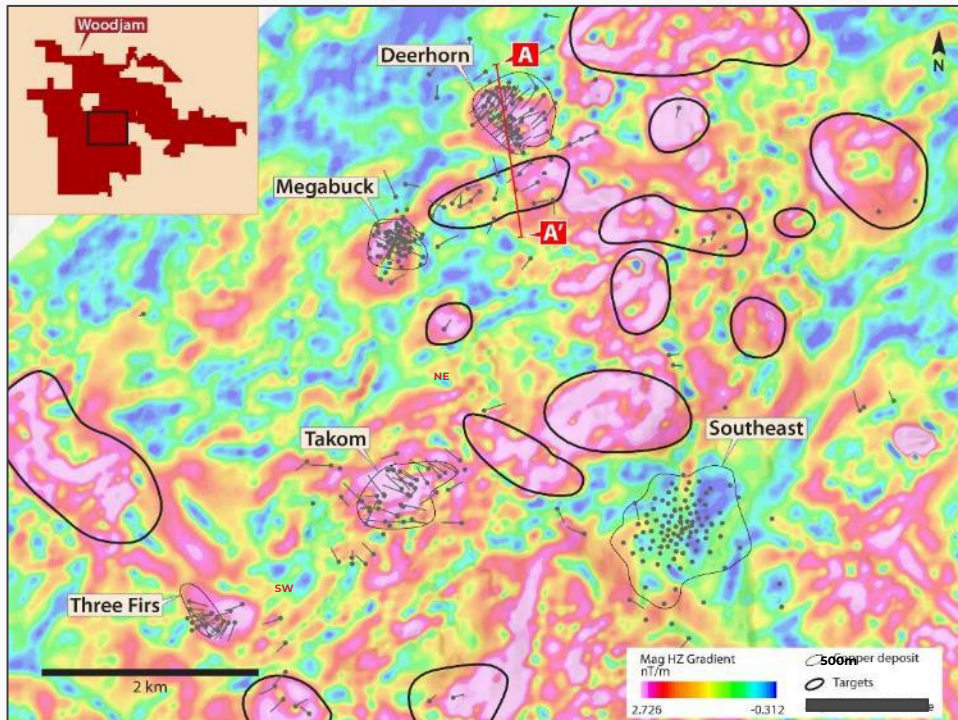 Woodjam
Deerhorn
A
N
Megabuck
A'
NE
Takom
Southeast
SW
Three Firs
2 km
Mag HZ Gradient
nT/m
2.726
-0.312
500m
deposit
Targets